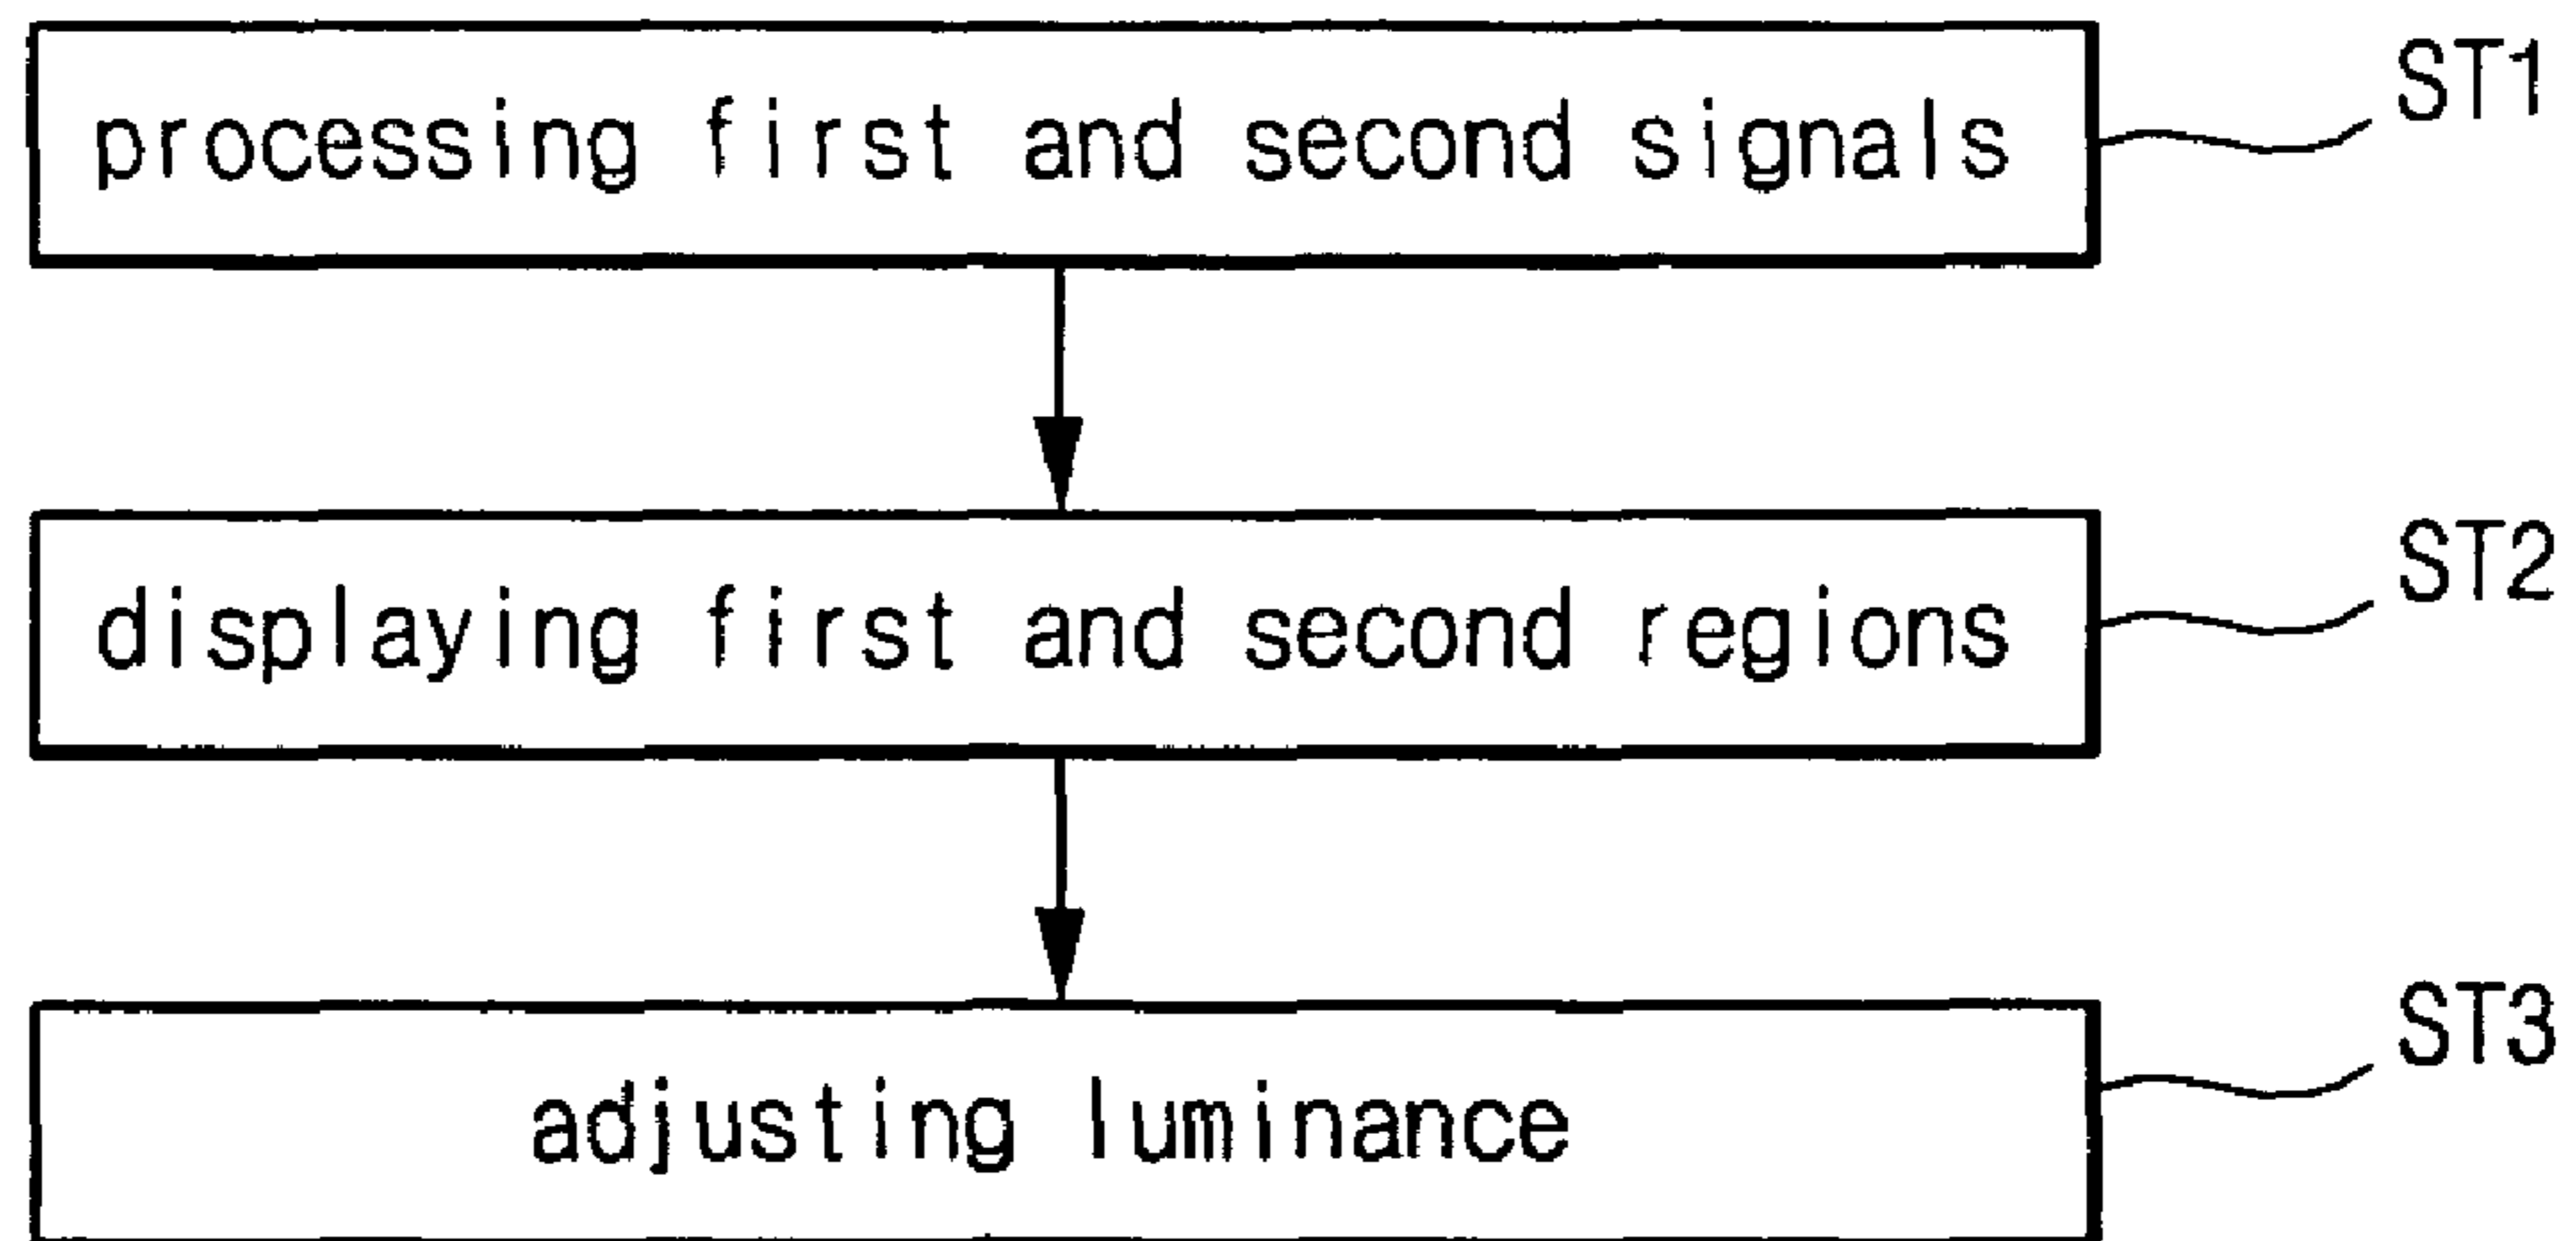 processing first and second signals
ST1
displaying first and second regions
ST2
adjusting luminance
ST3